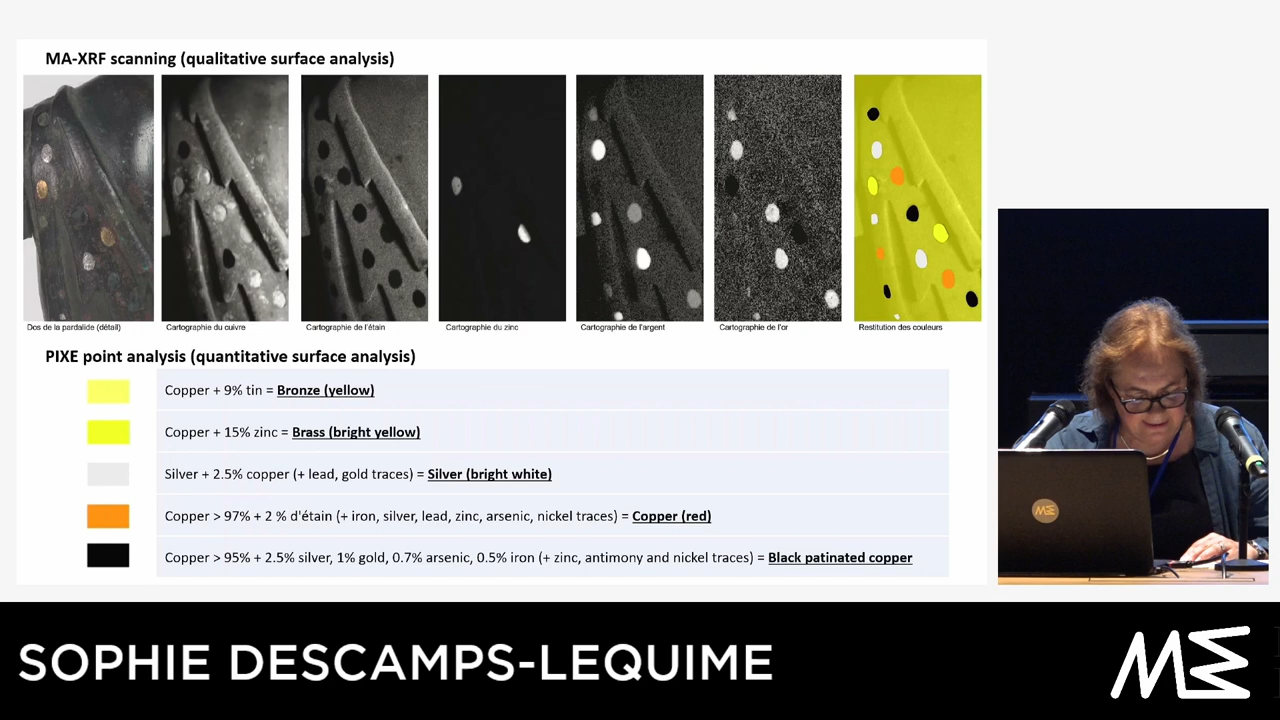 MA-XRF scanning (qualitative surface analysis)
Dos de la pardalide (détail)
Cartographie du cuivre
Cartographie de l'étain
Cartographie du zinc
Cartographie de l'argent
Cartographie de l'or
Restitution des couleurs
PIXE point analysis (quantitative surface analysis)
Copper + 9% tin = Bronze (yellow)
Copper + 15% zinc = Brass (bright yellow)
Silver + 2.5% copper (+ lead, gold traces) = Silver (bright white)
Copper > 97% + 2 % d'étain (+ iron, silver, lead, zinc, arsenic, nickel traces) = Copper (red)
Copper > 95% + 2.5% silver, 1% gold, 0.7% arsenic, 0.5% iron (+ zinc, antimony and nickel traces) = Black patinated copper
ME
SOPHIE DESCAMPS-LEQUIME
ME